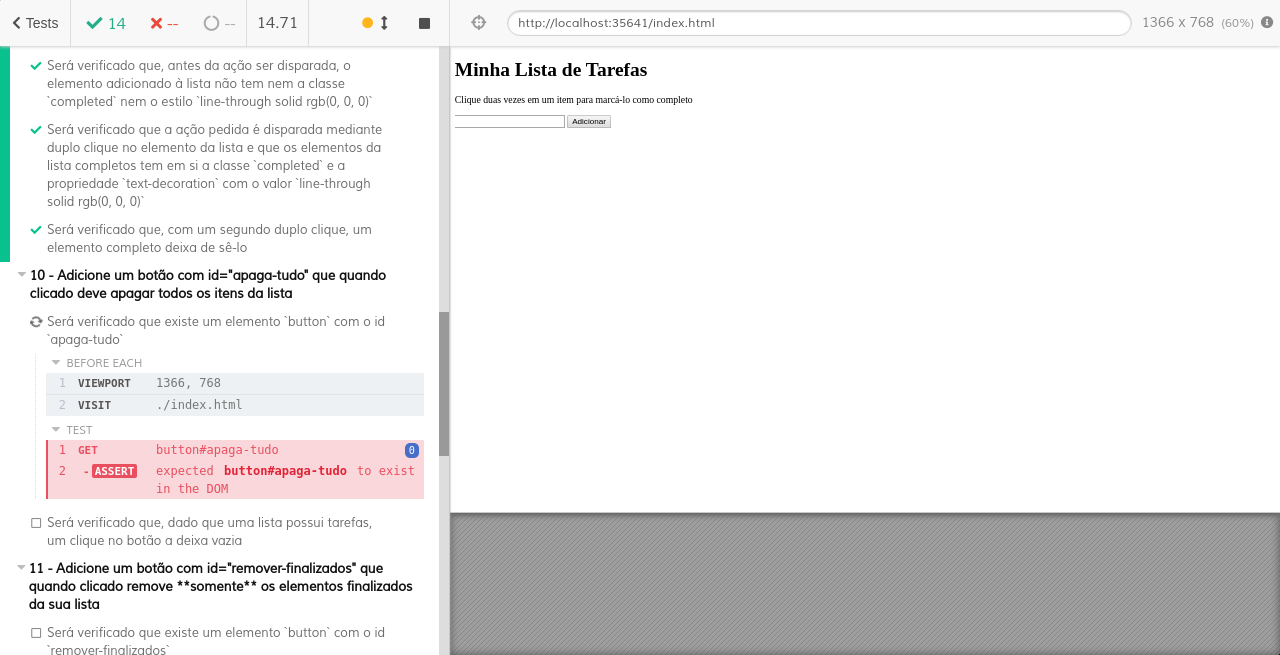 Tests
14
--
--
14.71
http://localhost:35641/index.html
1366 x 768 (60%)
Será verificado que, antes da ação ser disparada, o
elemento adicionado à lista não tem nem a classe
`completed` nem o estilo `line-through solid rgb(0, 0, 0)`
Será verificado que a ação pedida é disparada mediante
duplo clique no elemento da lista e que os elementos da
lista completos tem em si a classe `completed` e a
propriedade `text-decoration` com o valor `line-through
solid rgb(0, 0, 0)`
Será verificado que, com um segundo duplo clique, um
elemento completo deixa de sê-lo
10 - Adicione um botão com id="apaga-tudo" que quando
clicado deve apagar todos os itens da lista
Será verificado que existe um elemento `button` com o id
`apaga-tudo`
BEFORE EACH
1 VIEWPORT 1366, 768
2 VISIT ./index.html
TEST
1 GET button#apaga-tudo 0
2 - ASSERT expected button#apaga-tudo to exist
in the DOM
Será verificado que, dado que uma lista possui tarefas,
um clique no botão a deixa vazia
11 - Adicione um botão com id="remover-finalizados" que
quando clicado remove **somente** os elementos finalizados
da sua lista
Será verificado que existe um elemento `button` com o id
`remover-finalizados`
Minha Lista de Tarefas
Clique duas vezes em um item para marcá-lo como completo
Adicionar